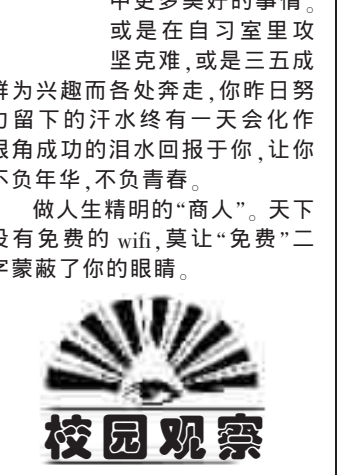 中更多美好的事情。
或是在自习室里攻
坚克难,或是三五成
群为兴趣而各处奔走,你昨日努
力留下的汗水终有一天会化作
眼角成功的泪水回报于你,让你
不负年华,不负青春。
做人生精明的“商人”。天下
没有免费的 wifi,莫让“免费”二
字蒙蔽了你的眼睛。
校园观察